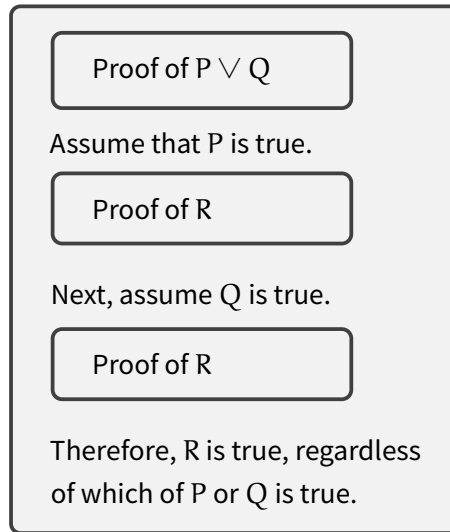 Proof of P ∨ Q
Assume that P is true.
Proof of R
Next, assume Q is true.
Proof of R
Therefore, R is true, regardless
of which of P or Q is true.